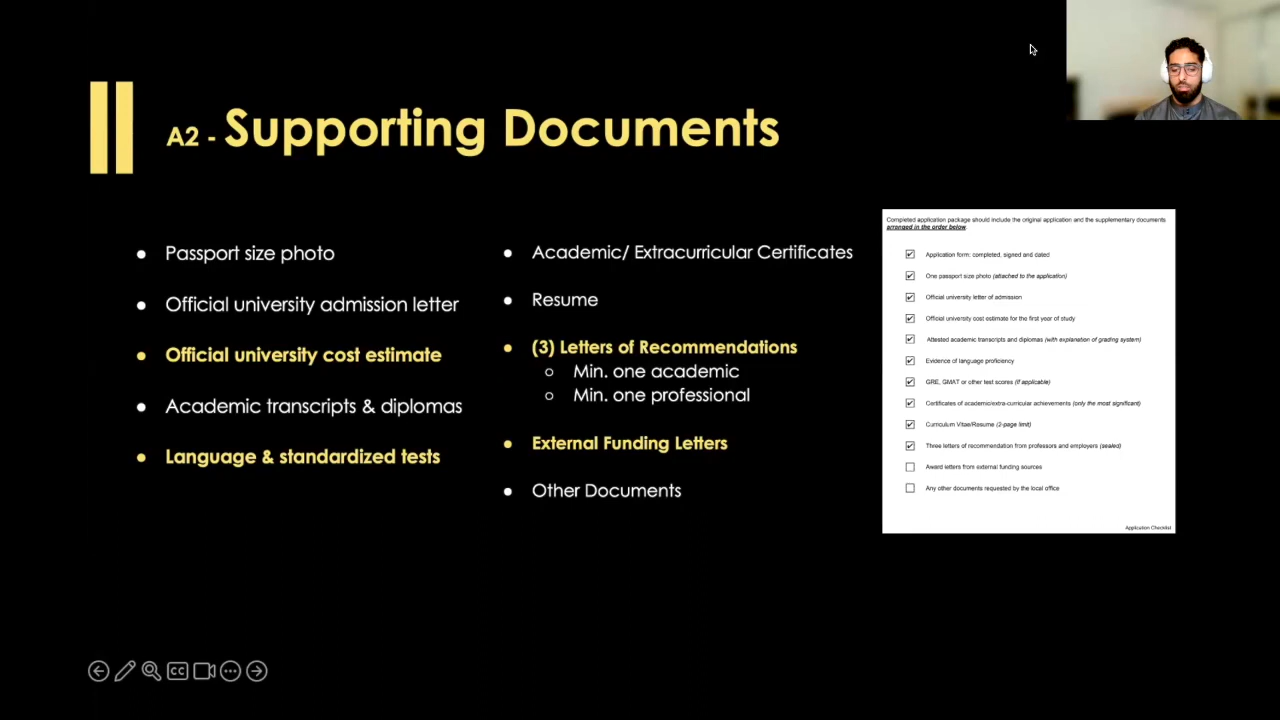 A2 - Supporting Documents
Passport size photo
Official university admission letter
Official university cost estimate
Academic transcripts & diplomas
Language & standardized tests
Academic/ Extracurricular Certificates
Resume
(3) Letters of Recommendations
Min. one academic
Min. one professional
External Funding Letters
Other Documents
Completed application package should include the original application and the supplementary documents
arranged in the order below.
Application form: completed, signed and dated
One passport size photo (attached to the application)
Official university letter of admission
Official university cost estimate for the first year of study
Attested academic transcripts and diplomas (with explanation of grading system)
Evidence of language proficiency
GRE, GMAT or other test scores (if applicable)
Certificates of academic/extra-curricular achievements (only the most significant)
Curriculum Vitae/Resume (2-page limit)
Three letters of recommendation from professors and employers (sealed)
Award letters from external funding sources
Any other documents requested by the local office
Application Checklist
CC